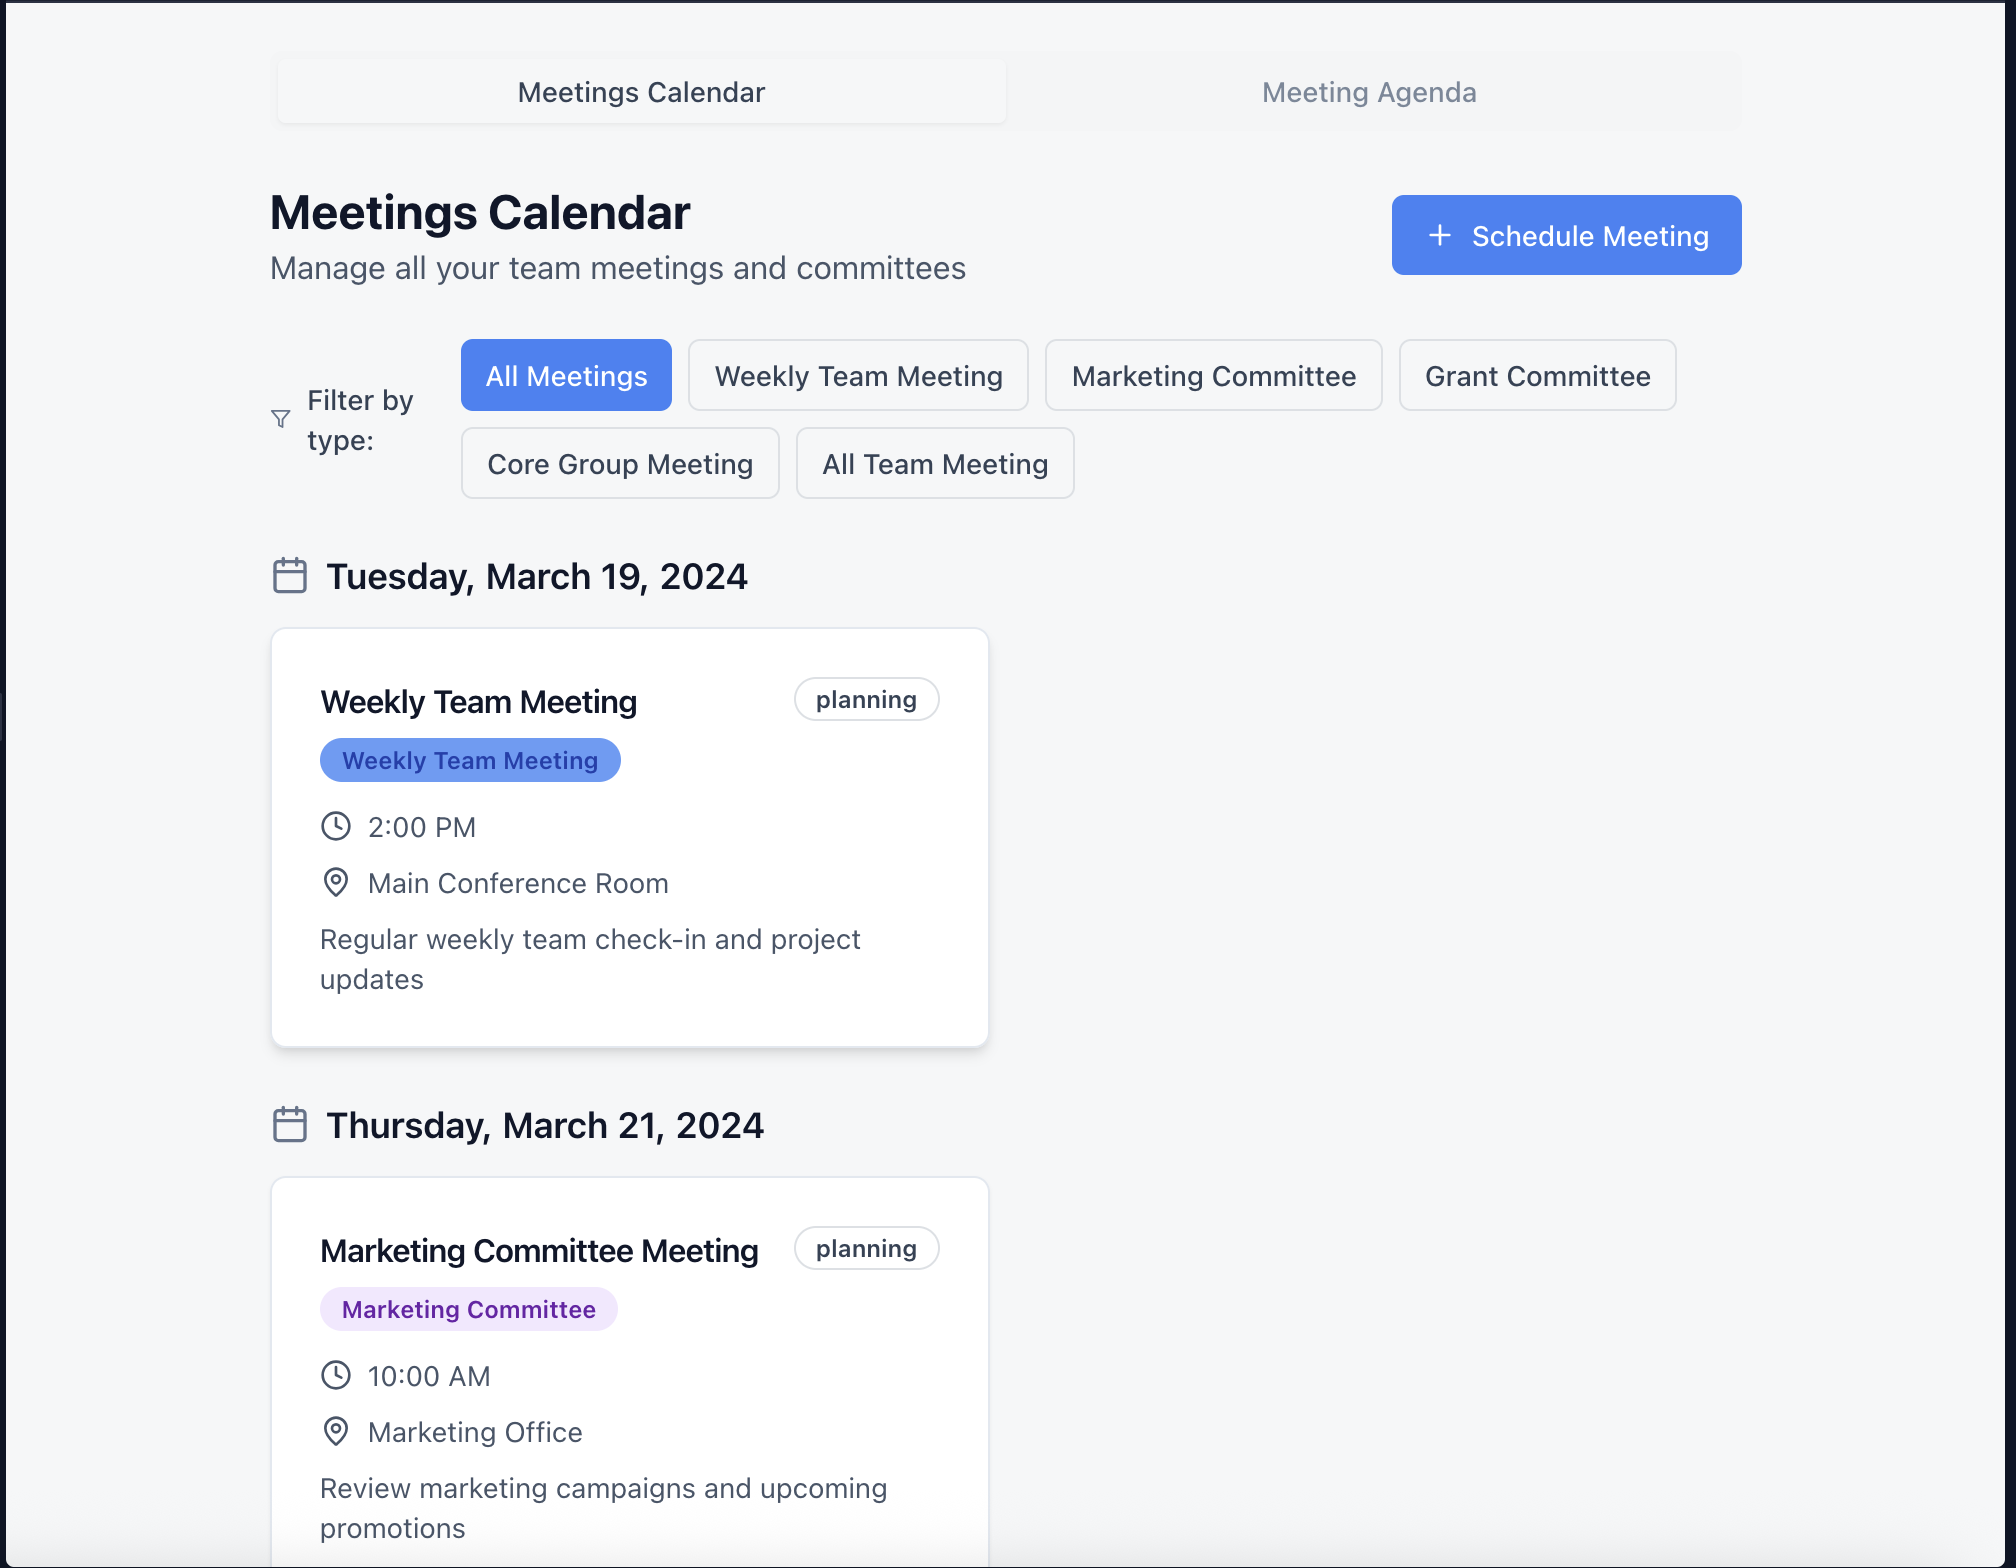 Meetings Calendar
Meeting Agenda
Meetings Calendar
Manage all your team meetings and committees
Schedule Meeting
Filter by
type:
All Meetings
Weekly Team Meeting
Marketing Committee
Grant Committee
Core Group Meeting
All Team Meeting
Tuesday, March 19, 2024
Weekly Team Meeting
planning
Weekly Team Meeting
2:00 PM
Main Conference Room
Regular weekly team check-in and project
updates
Thursday, March 21, 2024
Marketing Committee Meeting
planning
Marketing Committee
10:00 AM
Marketing Office
Review marketing campaigns and upcoming
promotions